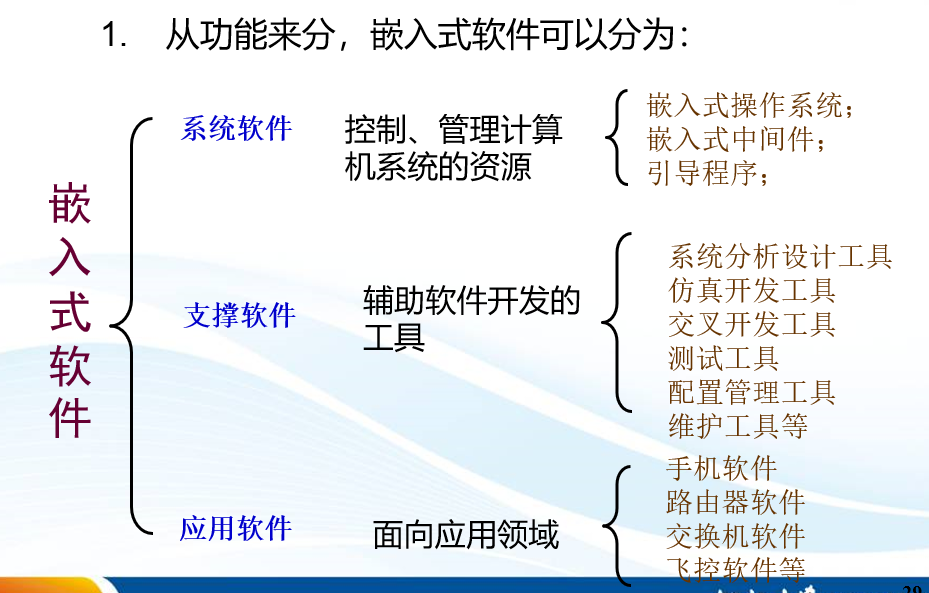 1. 从功能来分，嵌入式软件可以分为：
嵌入式软件
系统软件
控制、管理计算
机系统的资源
嵌入式操作系统；
嵌入式中间件；
引导程序；
支撑软件
辅助软件开发的
工具
系统分析设计工具
仿真开发工具
交叉开发工具
测试工具
配置管理工具
维护工具等
应用软件
面向应用领域
手机软件
路由器软件
交换机软件
飞控软件等